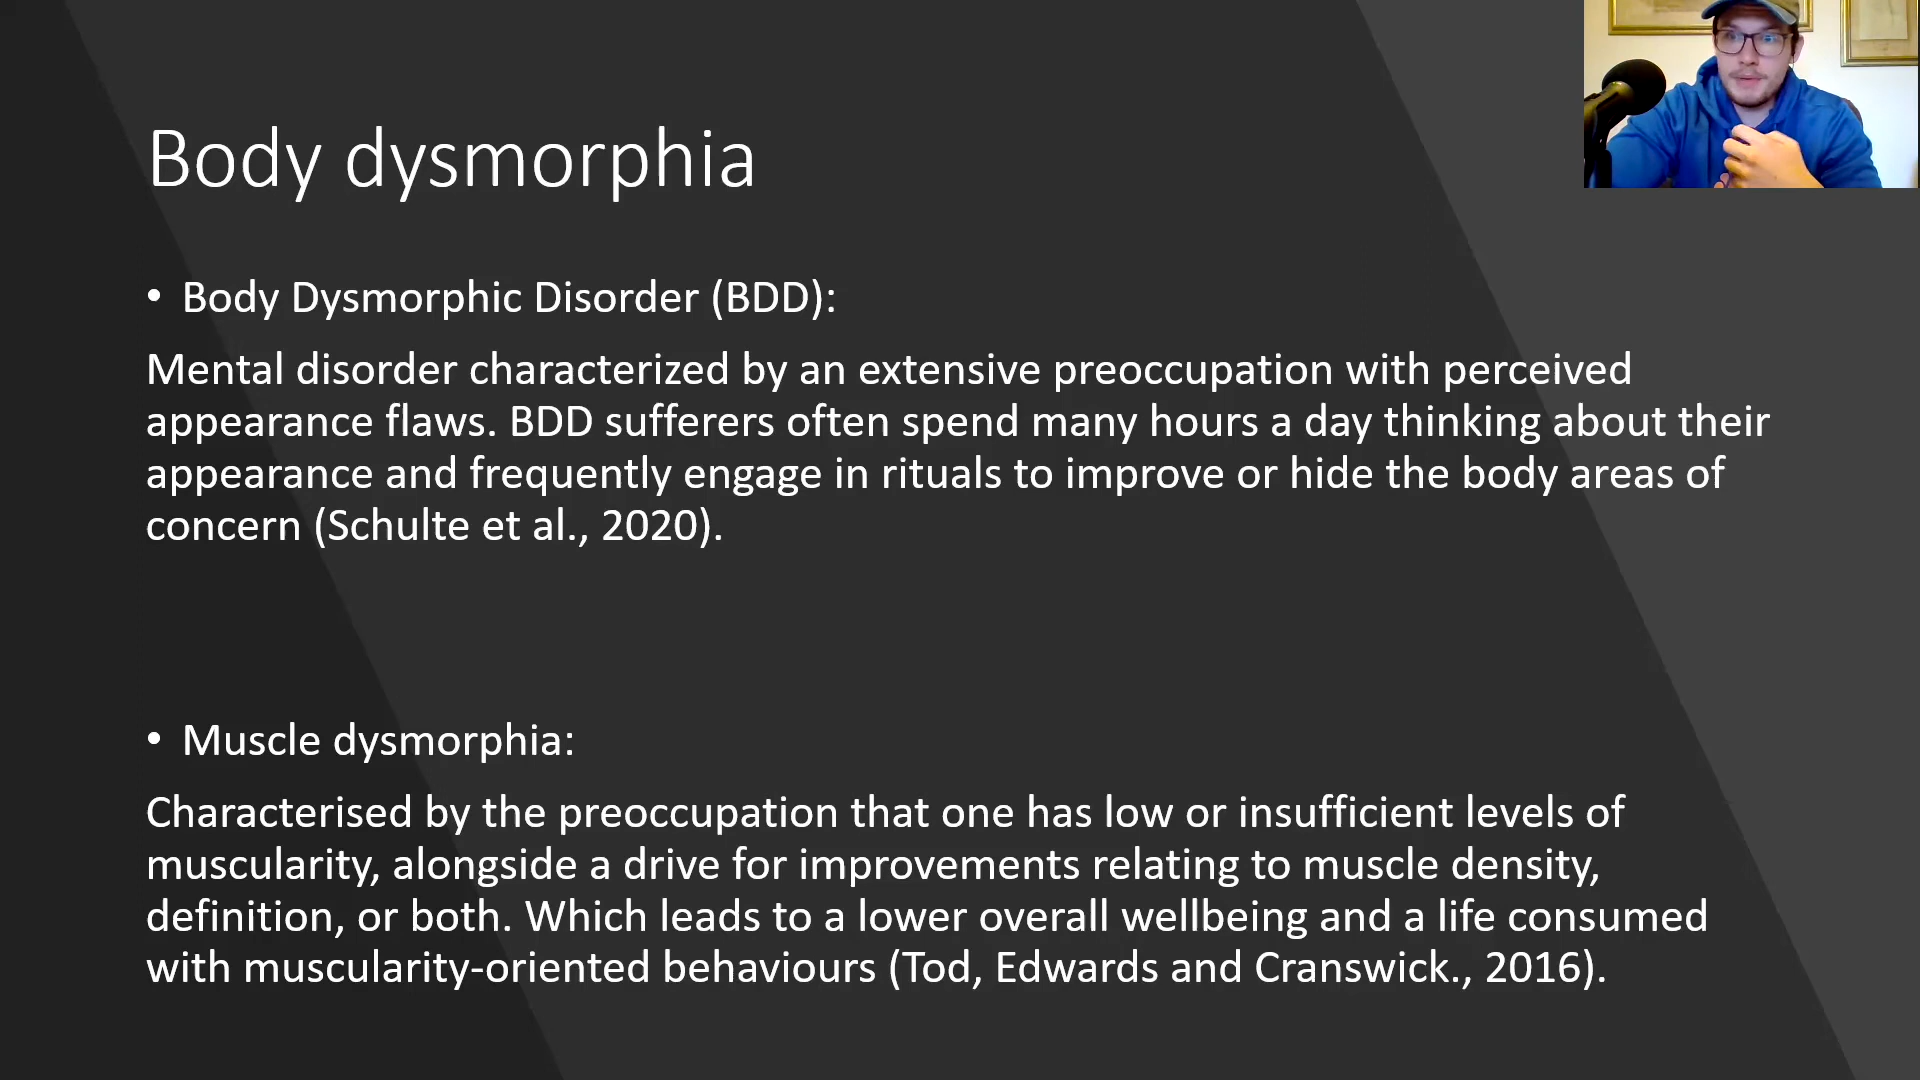 Body dysmorphia
• Body Dysmorphic Disorder (BDD):
Mental disorder characterized by an extensive preoccupation with perceived
appearance flaws. BDD sufferers often spend many hours a day thinking about their
appearance and frequently engage in rituals to improve or hide the body areas of
concern (Schulte et al., 2020).
• Muscle dysmorphia:
Characterised by the preoccupation that one has low or insufficient levels of
muscularity, alongside a drive for improvements relating to muscle density,
definition, or both. Which leads to a lower overall wellbeing and a life consumed
with muscularity-oriented behaviours (Tod, Edwards and Cranswick., 2016).